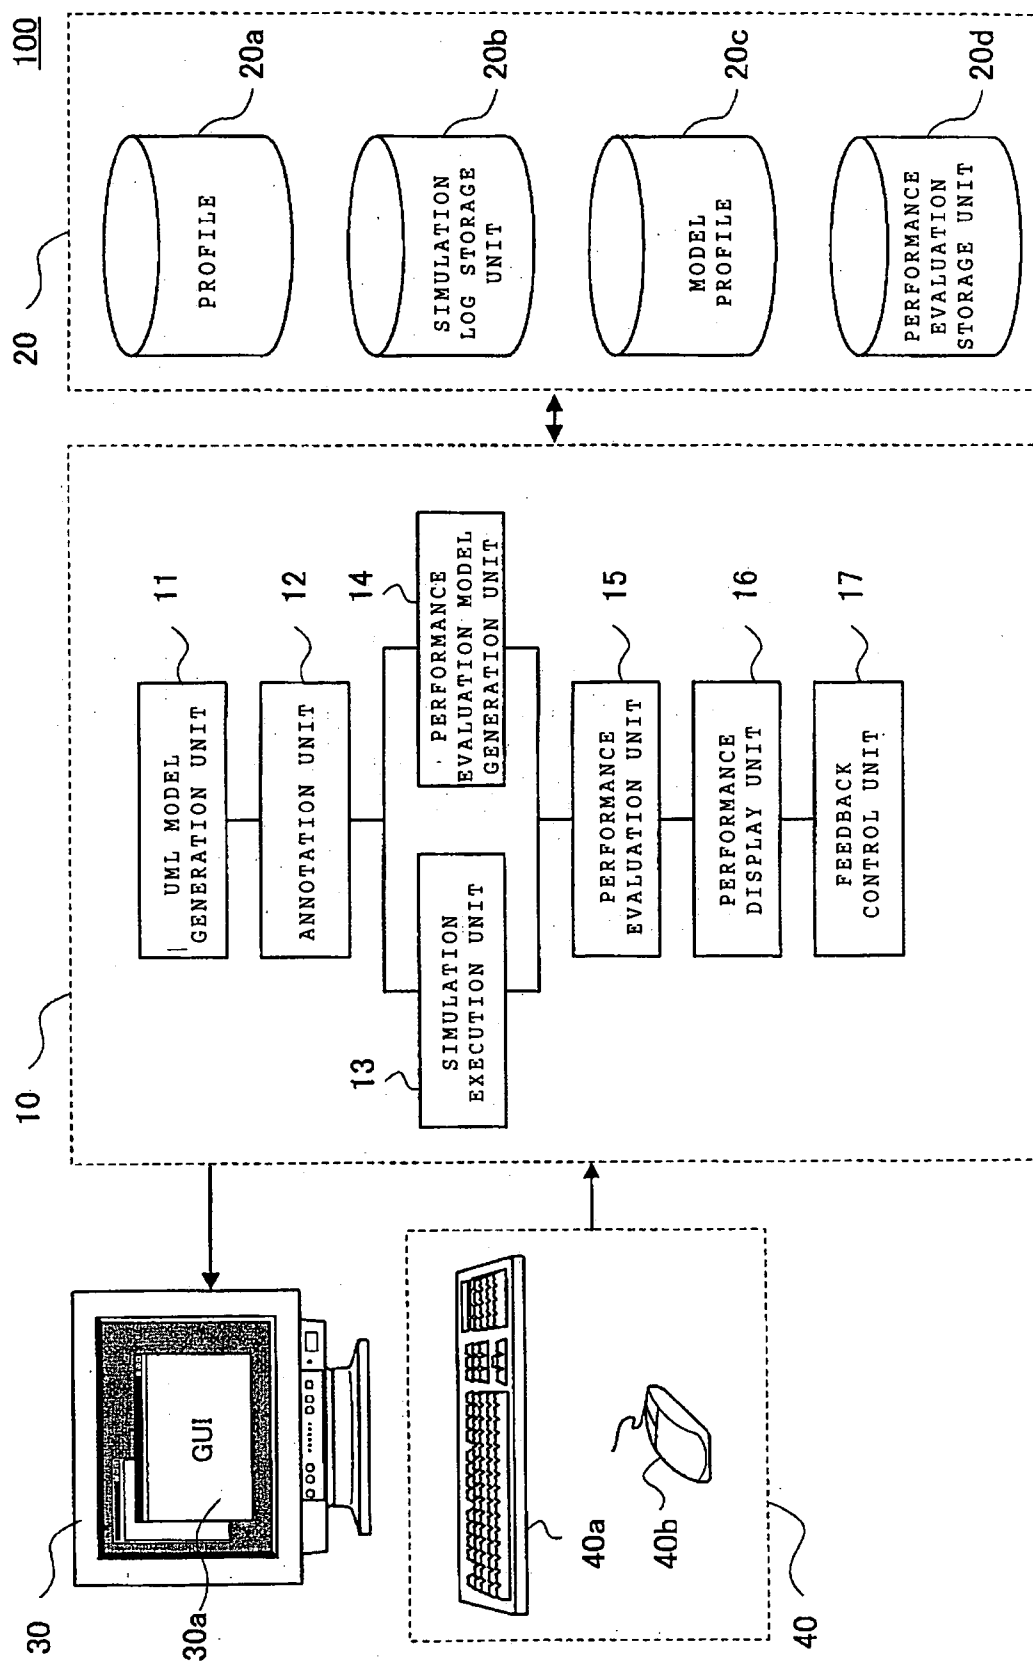 100
20
PROFILE
20a
SIMULATION
LOG STORAGE
UNIT
20b
MODEL
PROFILE
20c
PERFORMANCE
EVALUATION
STORAGE UNIT
20d
10
UML MODEL
GENERATION UNIT
11
ANNOTATION UNIT
12
SIMULATION
EXECUTION UNIT
13
PERFORMANCE
EVALUATION MODEL
GENERATION UNIT
14
PERFORMANCE
EVALUATION UNIT
15
PERFORMANCE
DISPLAY UNIT
16
FEEDBACK
CONTROL UNIT
17
30
GUI
30a
40a
40b
40